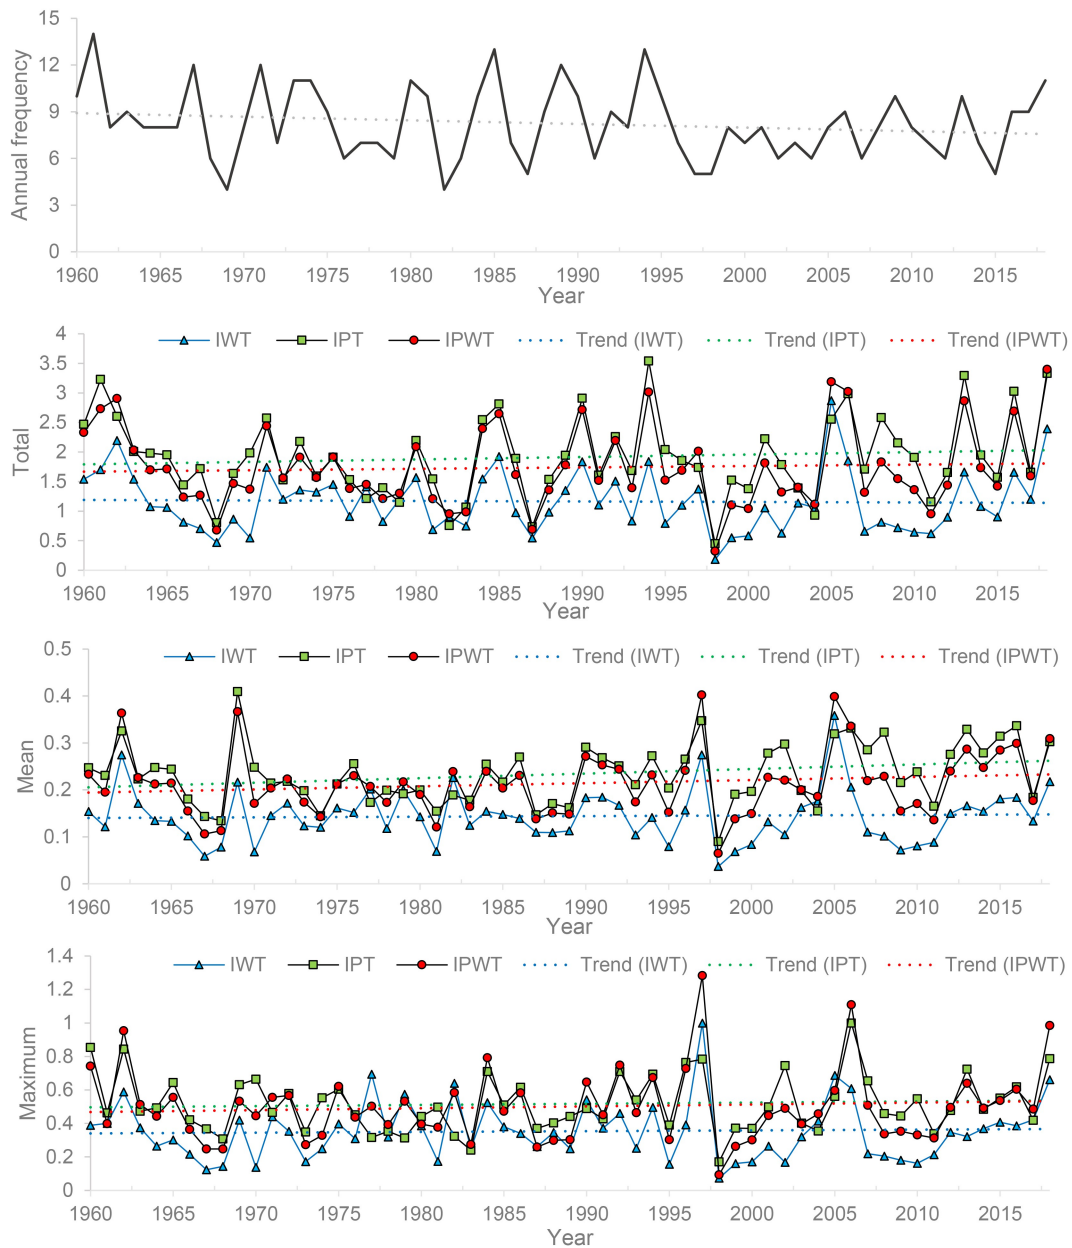 15
12
9
6
3
0
Annual frequency
1960 1965 1970 1975 1980 1985 1990 1995 2000 2005 2010 2015
Year
IWT IPT IPWT Trend (IWT) Trend (IPT) Trend (IPWT)
4
3.5
3
2.5
2
1.5
1
0.5
0
Total
1960 1965 1970 1975 1980 1985 1990 1995 2000 2005 2010 2015
Year
IWT IPT IPWT Trend (IWT) Trend (IPT) Trend (IPWT)
0.5
0.4
0.3
0.2
0.1
0
Mean
1960 1965 1970 1975 1980 1985 1990 1995 2000 2005 2010 2015
Year
IWT IPT IPWT Trend (IWT) Trend (IPT) Trend (IPWT)
1.4
1.2
1
0.8
0.6
0.4
0.2
0
Maximum
1960 1965 1970 1975 1980 1985 1990 1995 2000 2005 2010 2015
Year